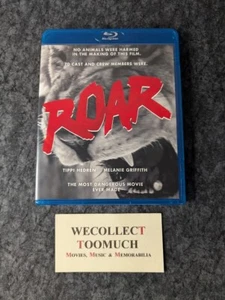 NO ANIMALS WERE HARMED
IN THE MAKING OF THIS FILM.
70 CAST AND CREW MEMBERS WERE.
ROAR
TIPPI HEDREN MELANIE GRIFFITH
THE MOST DANGEROUS MOVIE
EVER MADE
WECOLLECT
TOOMUCH
MOVIES, MUSIC & MEMORABILIA